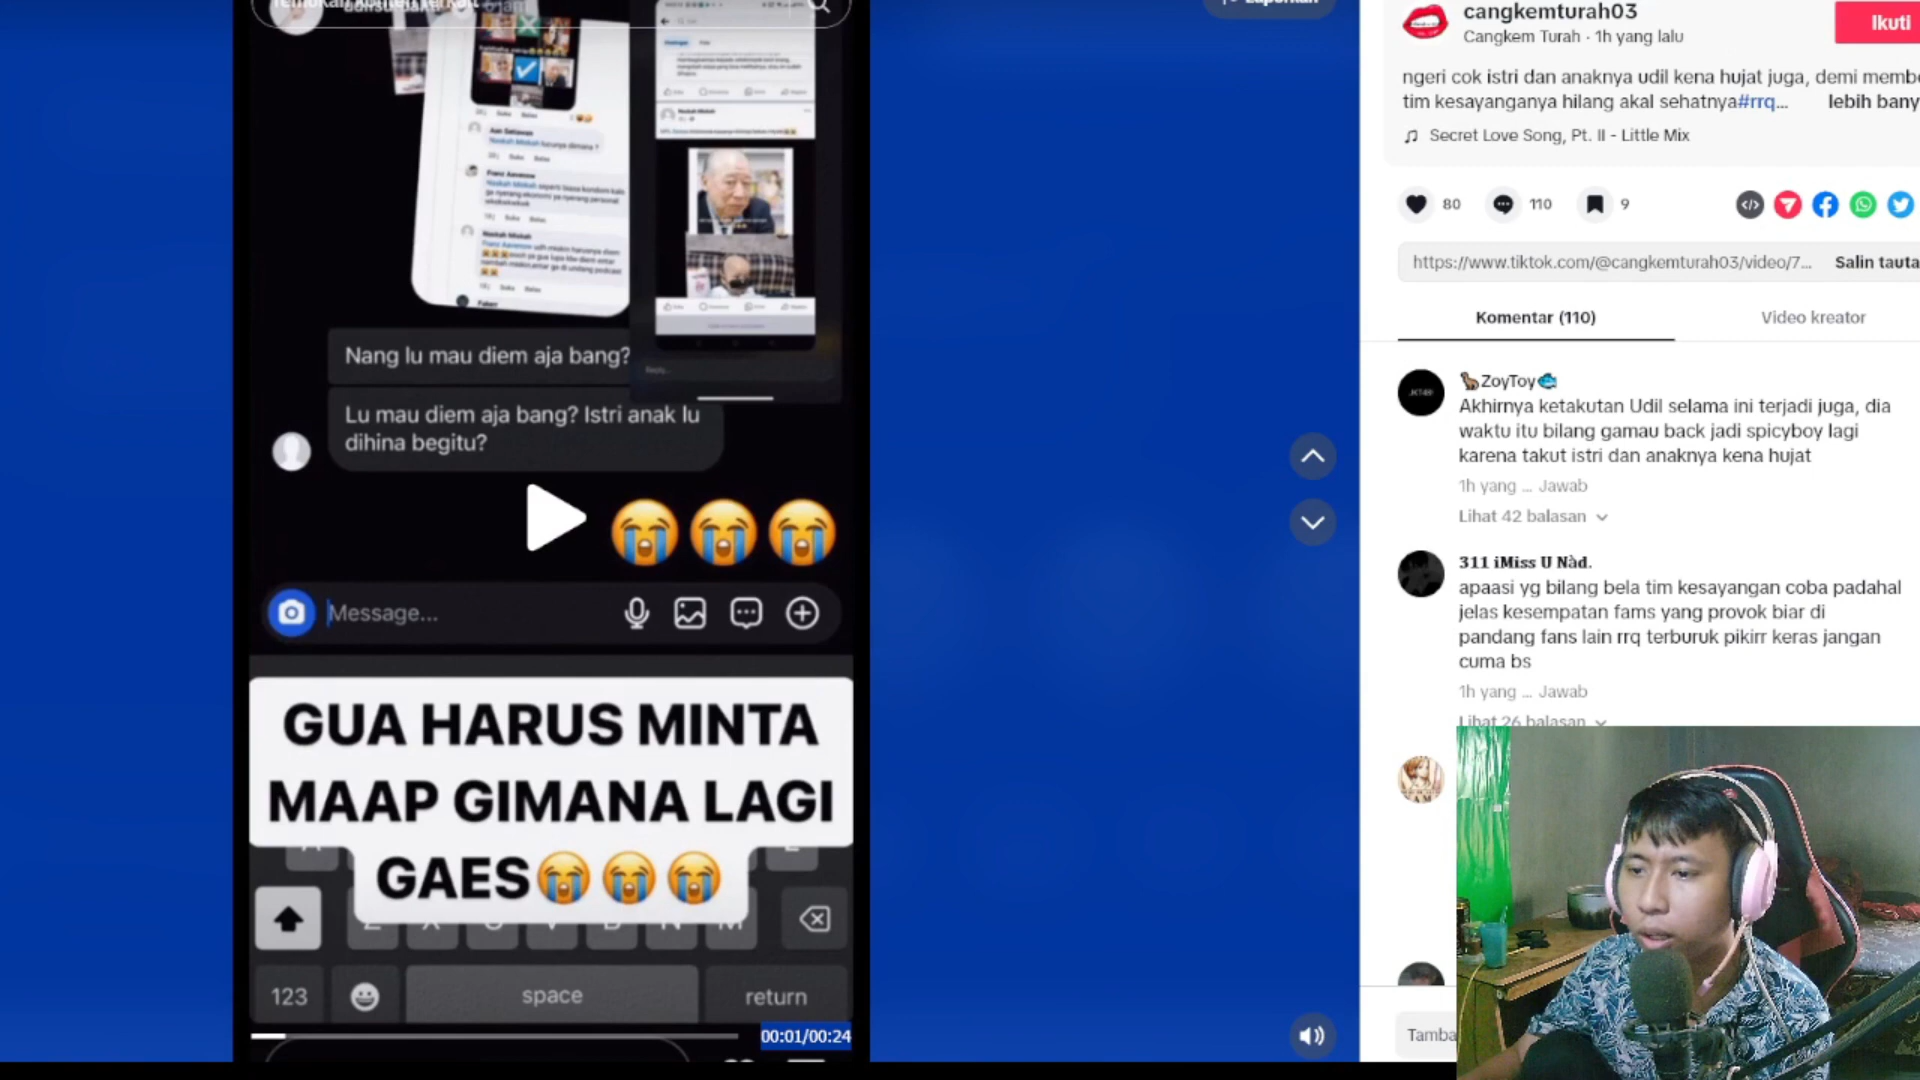 Laporkan
Aan Setiawan
Franz Aarenrow
Nang lu mau diem aja bang?
Lu mau diem aja bang? Istri anak lu
dihina begitu?
Message...
GUA HARUS MINTA
MAAP GIMANA LAGI
GAES😭😭😭
123
space
return
00:01/00:24
cangkemturah03
Cangkem Turah · 1h yang lalu
Ikuti
ngeri cok istri dan anaknya udil kena hujat juga, demi membe
tim kesayanganya hilang akal sehatnya#rrq...
lebih bany
Secret Love Song, Pt. II - Little Mix
80
110
9
https://www.tiktok.com/@cangkemturah03/video/7...
Salin tauta
Komentar (110)
Video kreator
🐕ZoyToy🐟
Akhirnya ketakutan Udil selama ini terjadi juga, dia
waktu itu bilang gamau back jadi spicyboy lagi
karena takut istri dan anaknya kena hujat
1h yang ... Jawab
Lihat 42 balasan
311 iMiss U Nàd.
apaasi yg bilang bela tim kesayangan coba padahal
jelas kesempatan fams yang provok biar di
pandang fans lain rrq terburuk pikirr keras jangan
cuma bs
1h yang ... Jawab
Lihat 26 balasan
Tamba